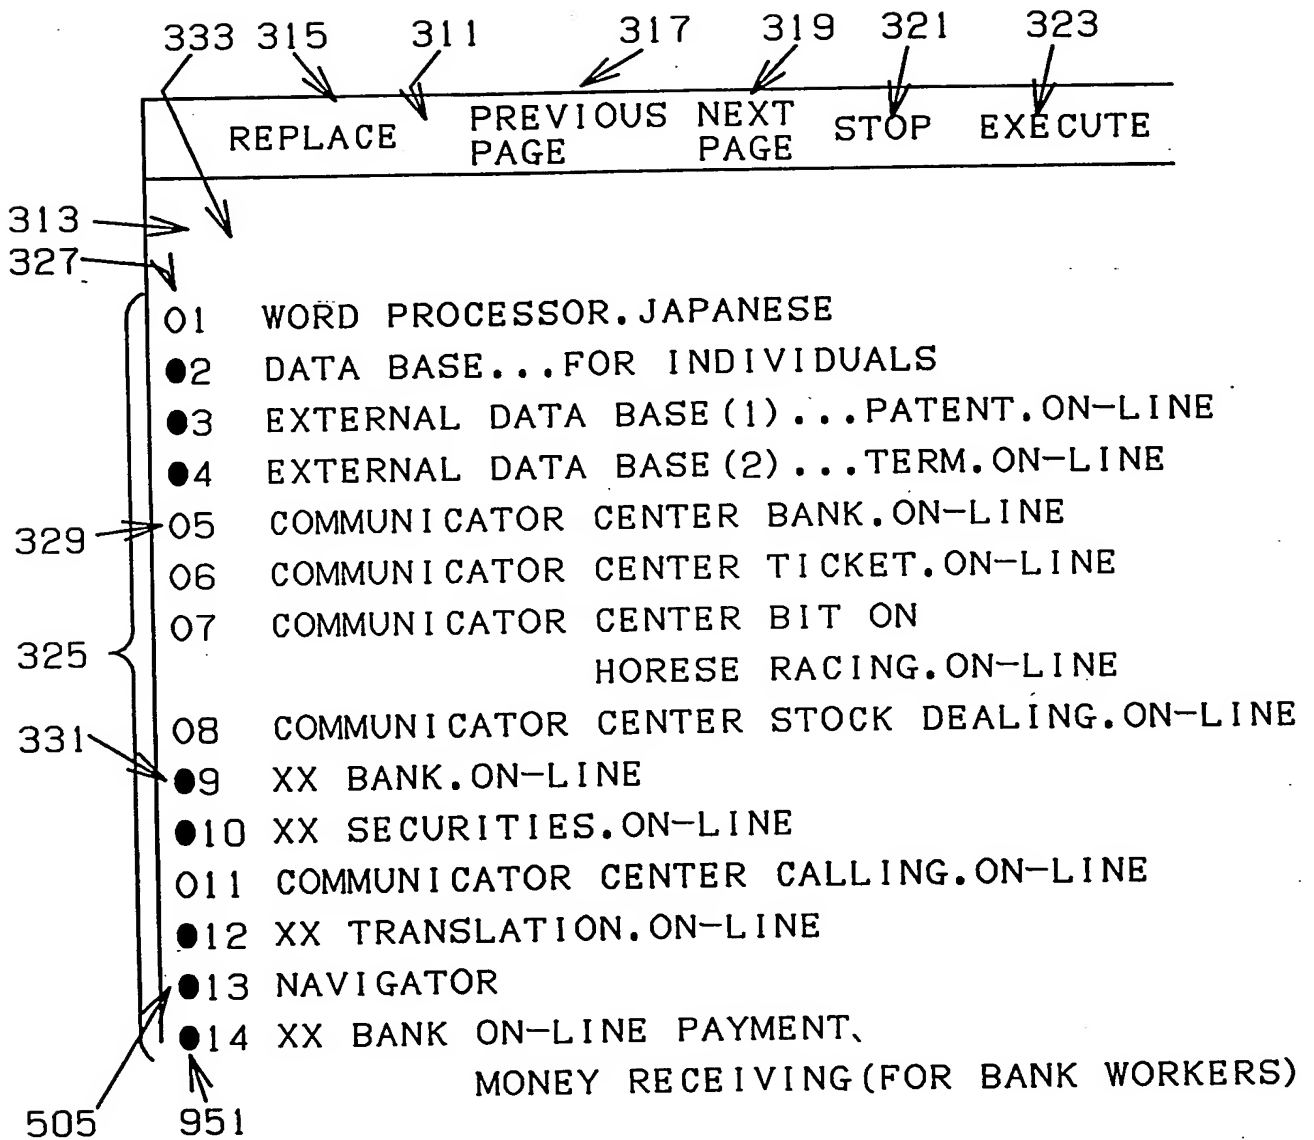 333 315 311 317 319 321 323
REPLACE PREVIOUS PAGE NEXT PAGE STOP EXECUTE
313
327
01 WORD PROCESSOR.JAPANESE
●2 DATA BASE...FOR INDIVIDUALS
●3 EXTERNAL DATA BASE(1)...PATENT.ON-LINE
●4 EXTERNAL DATA BASE(2)...TERM.ON-LINE
329 05 COMMUNICATOR CENTER BANK.ON-LINE
06 COMMUNICATOR CENTER TICKET.ON-LINE
07 COMMUNICATOR CENTER BIT ON
325 HORESE RACING.ON-LINE
08 COMMUNICATOR CENTER STOCK DEALING.ON-LINE
331
●9 XX BANK.ON-LINE
●10 XX SECURITIES.ON-LINE
011 COMMUNICATOR CENTER CALLING.ON-LINE
●12 XX TRANSLATION.ON-LINE
●13 NAVIGATOR
●14 XX BANK ON-LINE PAYMENT、
MONEY RECEIVING(FOR BANK WORKERS)
505 951